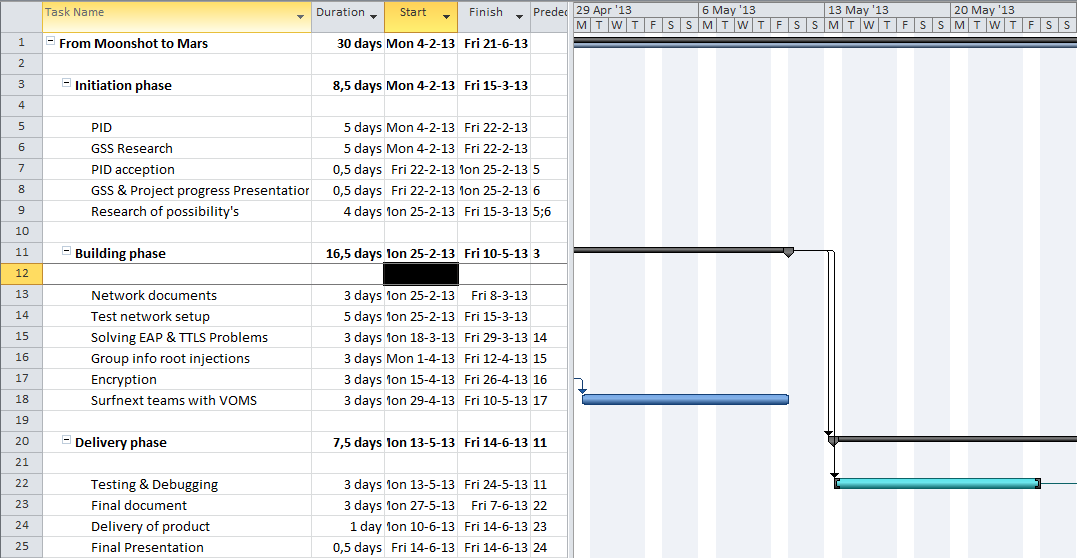 Task Name Duration Start Finish Predec 29 Apr '13 6 May '13 13 May '13 20 May '13
M T W T F S S M T W T F S S M T W T F S S M T W T F S S
1 From Moonshot to Mars 30 days Mon 4-2-13 Fri 21-6-13
2
3 Initiation phase 8,5 days Mon 4-2-13 Fri 15-3-13
4
5 PID 5 days Mon 4-2-13 Fri 22-2-13
6 GSS Research 5 days Mon 4-2-13 Fri 22-2-13
7 PID acception 0,5 days Fri 22-2-13 Mon 25-2-13 5
8 GSS & Project progress Presentation 0,5 days Fri 22-2-13 Mon 25-2-13 6
9 Research of possibility's 4 days Mon 25-2-13 Fri 15-3-13 5;6
10
11 Building phase 16,5 days Mon 25-2-13 Fri 10-5-13 3
12
13 Network documents 3 days Mon 25-2-13 Fri 8-3-13
14 Test network setup 5 days Mon 25-2-13 Fri 15-3-13
15 Solving EAP & TTLS Problems 3 days Mon 18-3-13 Fri 29-3-13 14
16 Group info root injections 3 days Mon 1-4-13 Fri 12-4-13 15
17 Encryption 3 days Mon 15-4-13 Fri 26-4-13 16
18 Surfnext teams with VOMS 3 days Mon 29-4-13 Fri 10-5-13 17
19
20 Delivery phase 7,5 days Mon 13-5-13 Fri 14-6-13 11
21
22 Testing & Debugging 3 days Mon 13-5-13 Fri 24-5-13 11
23 Final document 3 days Mon 27-5-13 Fri 7-6-13 22
24 Delivery of product 1 day Mon 10-6-13 Fri 14-6-13 23
25 Final Presentation 0,5 days Fri 14-6-13 Fri 14-6-13 24